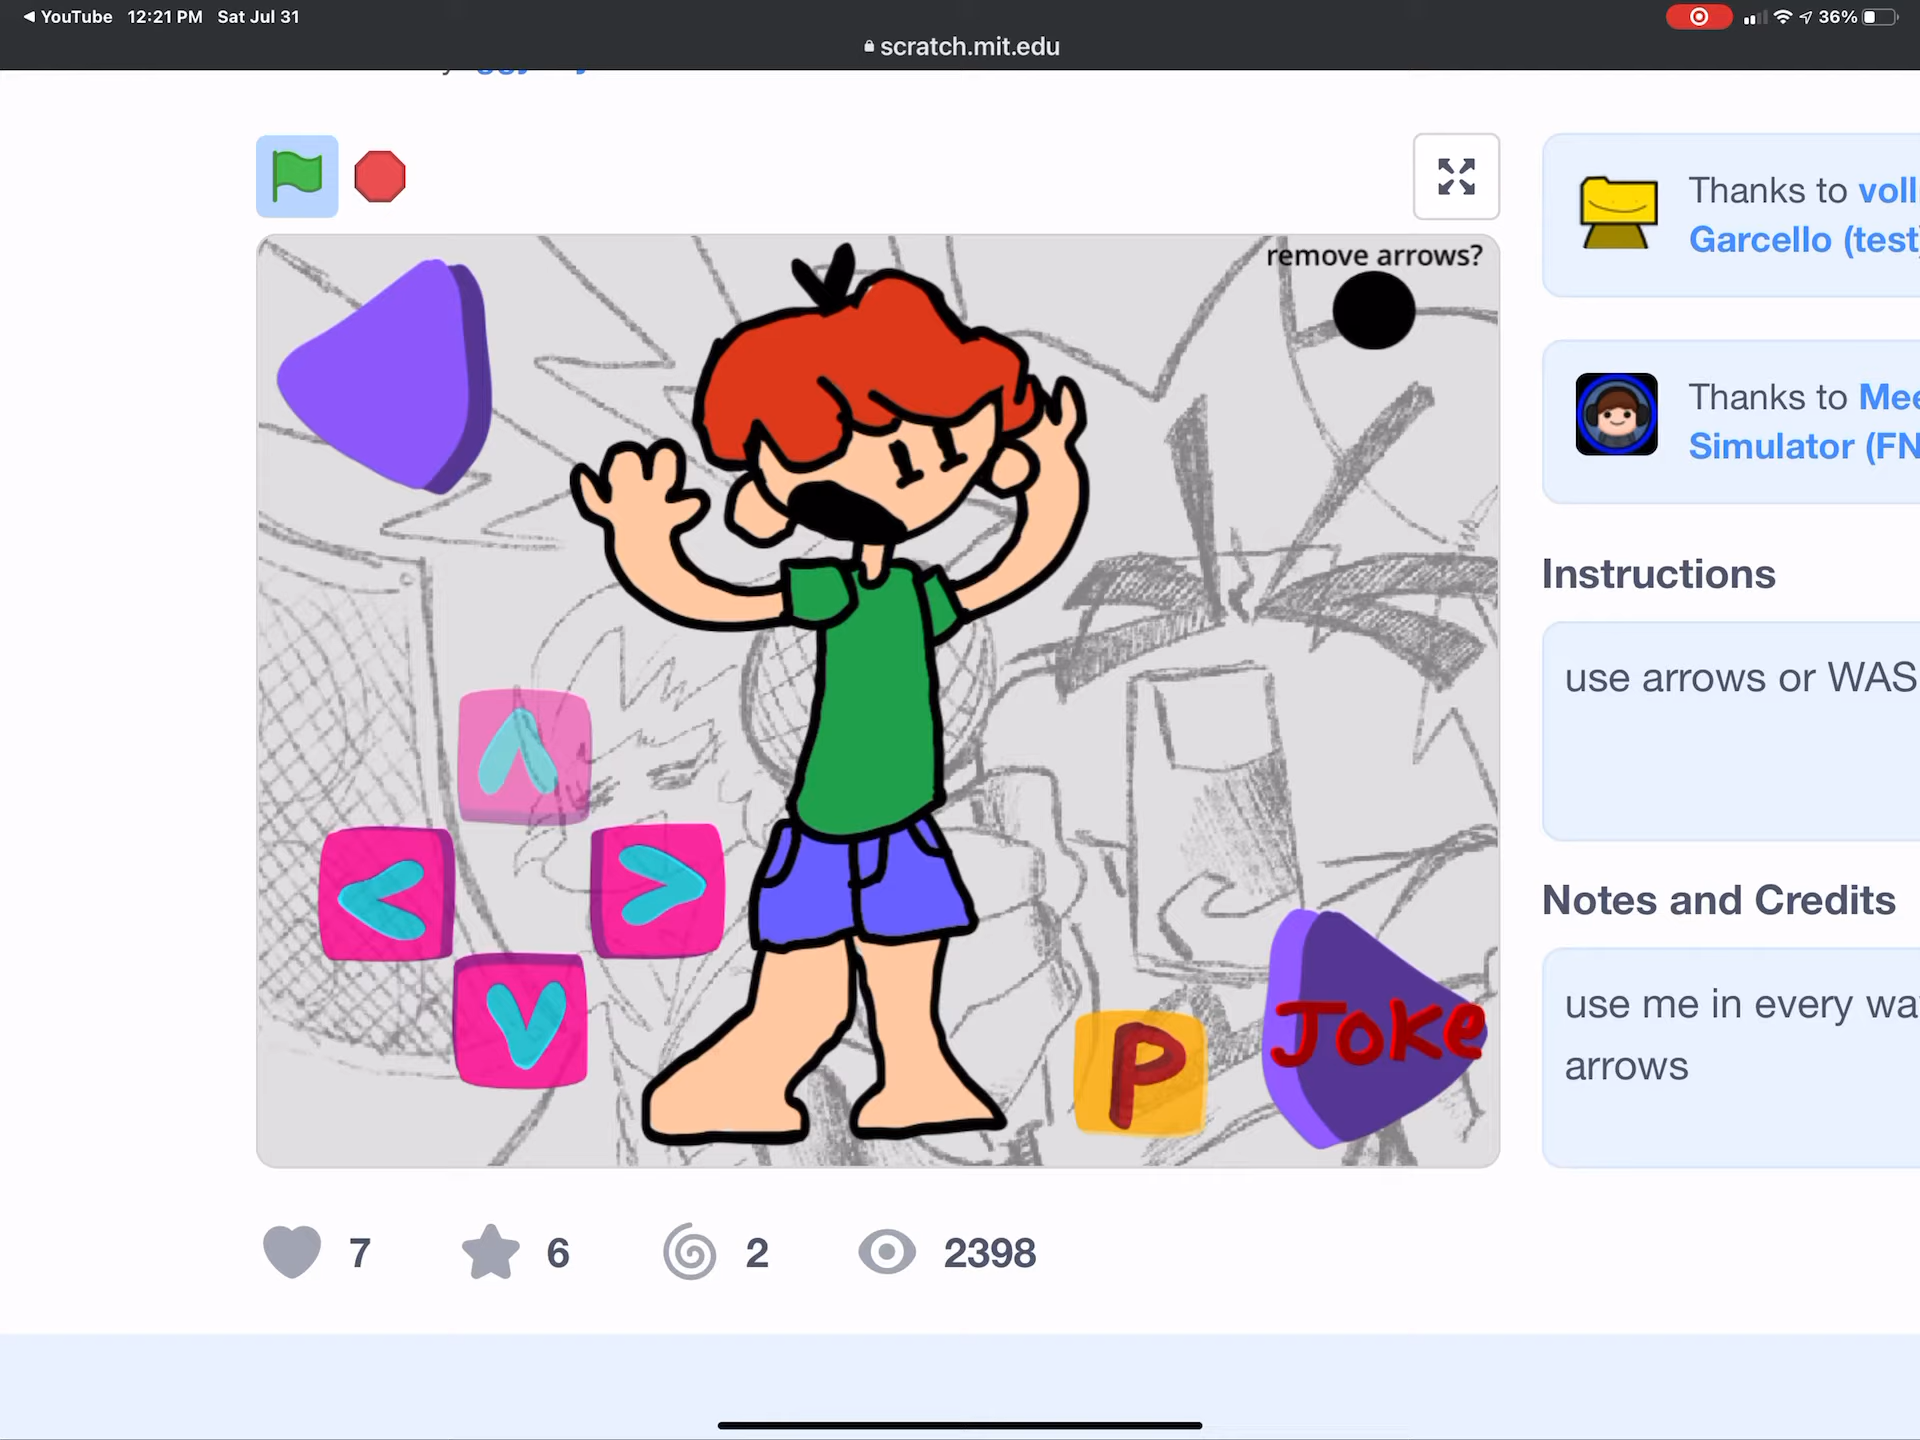 YouTube 12:21 PM Sat Jul 31
36%
scratch.mit.edu
remove arrows?
Thanks to voll
Garcello (test)
Thanks to Mee
Simulator (FN
Instructions
use arrows or WAS
Notes and Credits
use me in every wa
arrows
P
Joke
7
6
2
2398